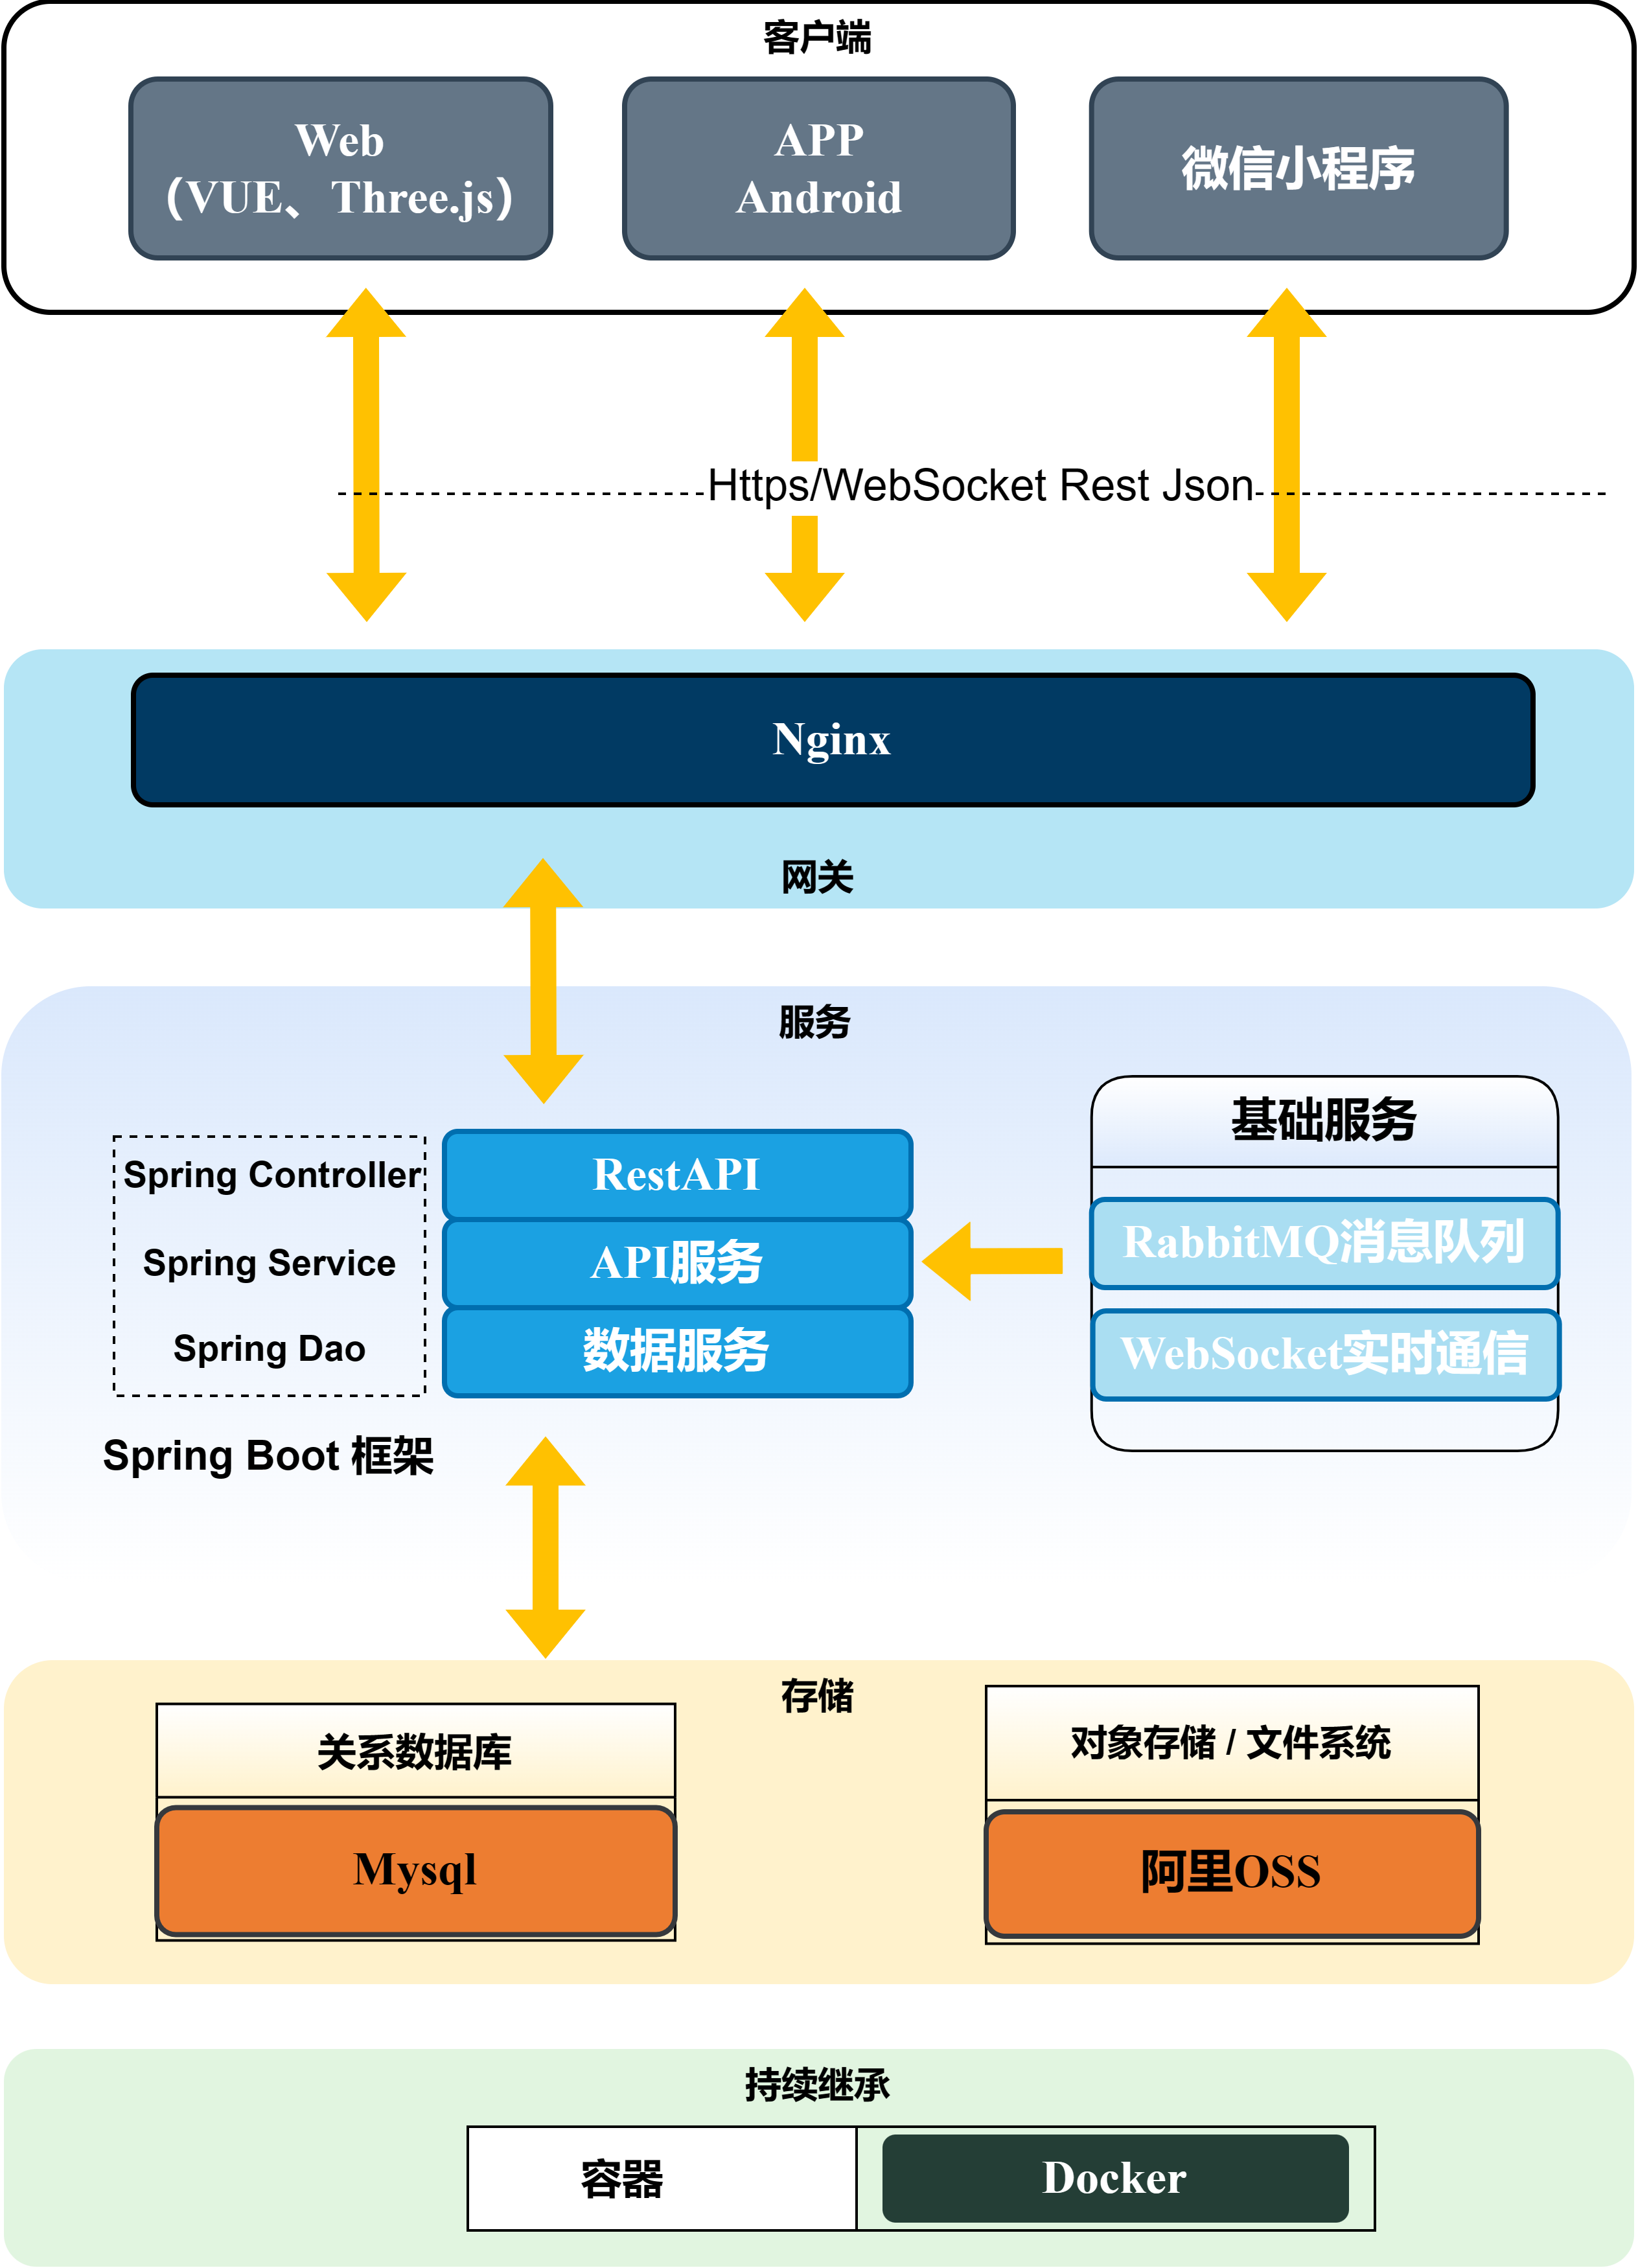 客户端
Web
（VUE、Three.js）
APP
Android
微信小程序
Https/WebSocket Rest Json
Nginx
网关
服务
Spring Controller
Spring Service
Spring Dao
Spring Boot 框架
RestAPI
API服务
数据服务
基础服务
RabbitMQ消息队列
WebSocket实时通信
存储
关系数据库
Mysql
对象存储 / 文件系统
阿里OSS
持续继承
容器
Docker